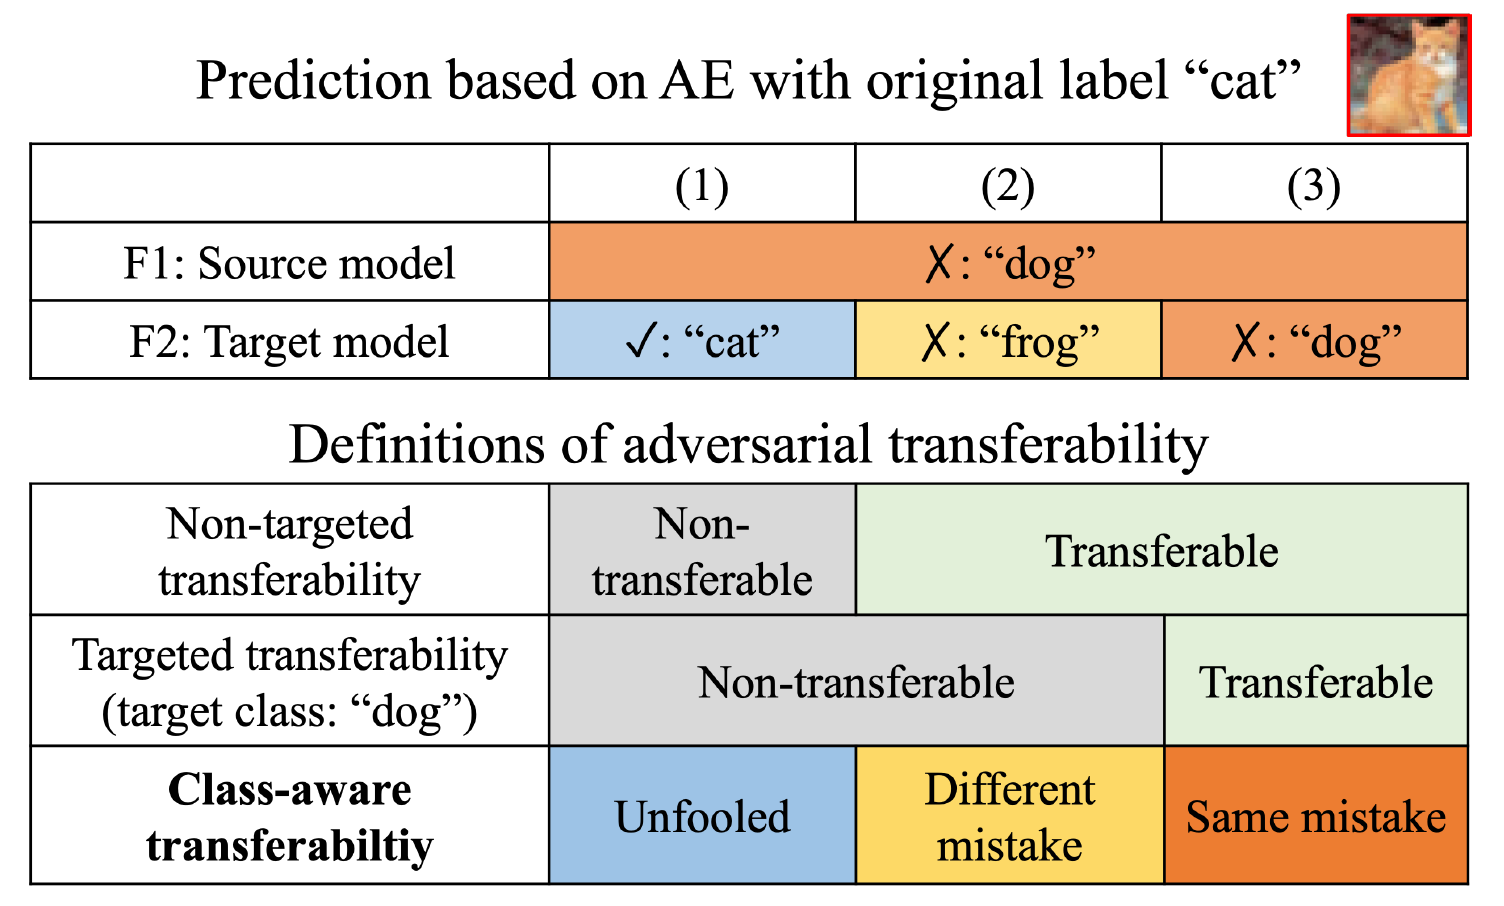 Prediction based on AE with original label “cat”
(1) (2) (3)
F1: Source model ✗: “dog”
F2: Target model ✓: “cat” ✗: “frog” ✗: “dog”
Definitions of adversarial transferability
Non-targeted
transferability
Non-
transferable
Transferable
Targeted transferability
(target class: “dog”)
Non-transferable
Transferable
Class-aware
transferabiltiy
Unfooled
Different
mistake
Same mistake